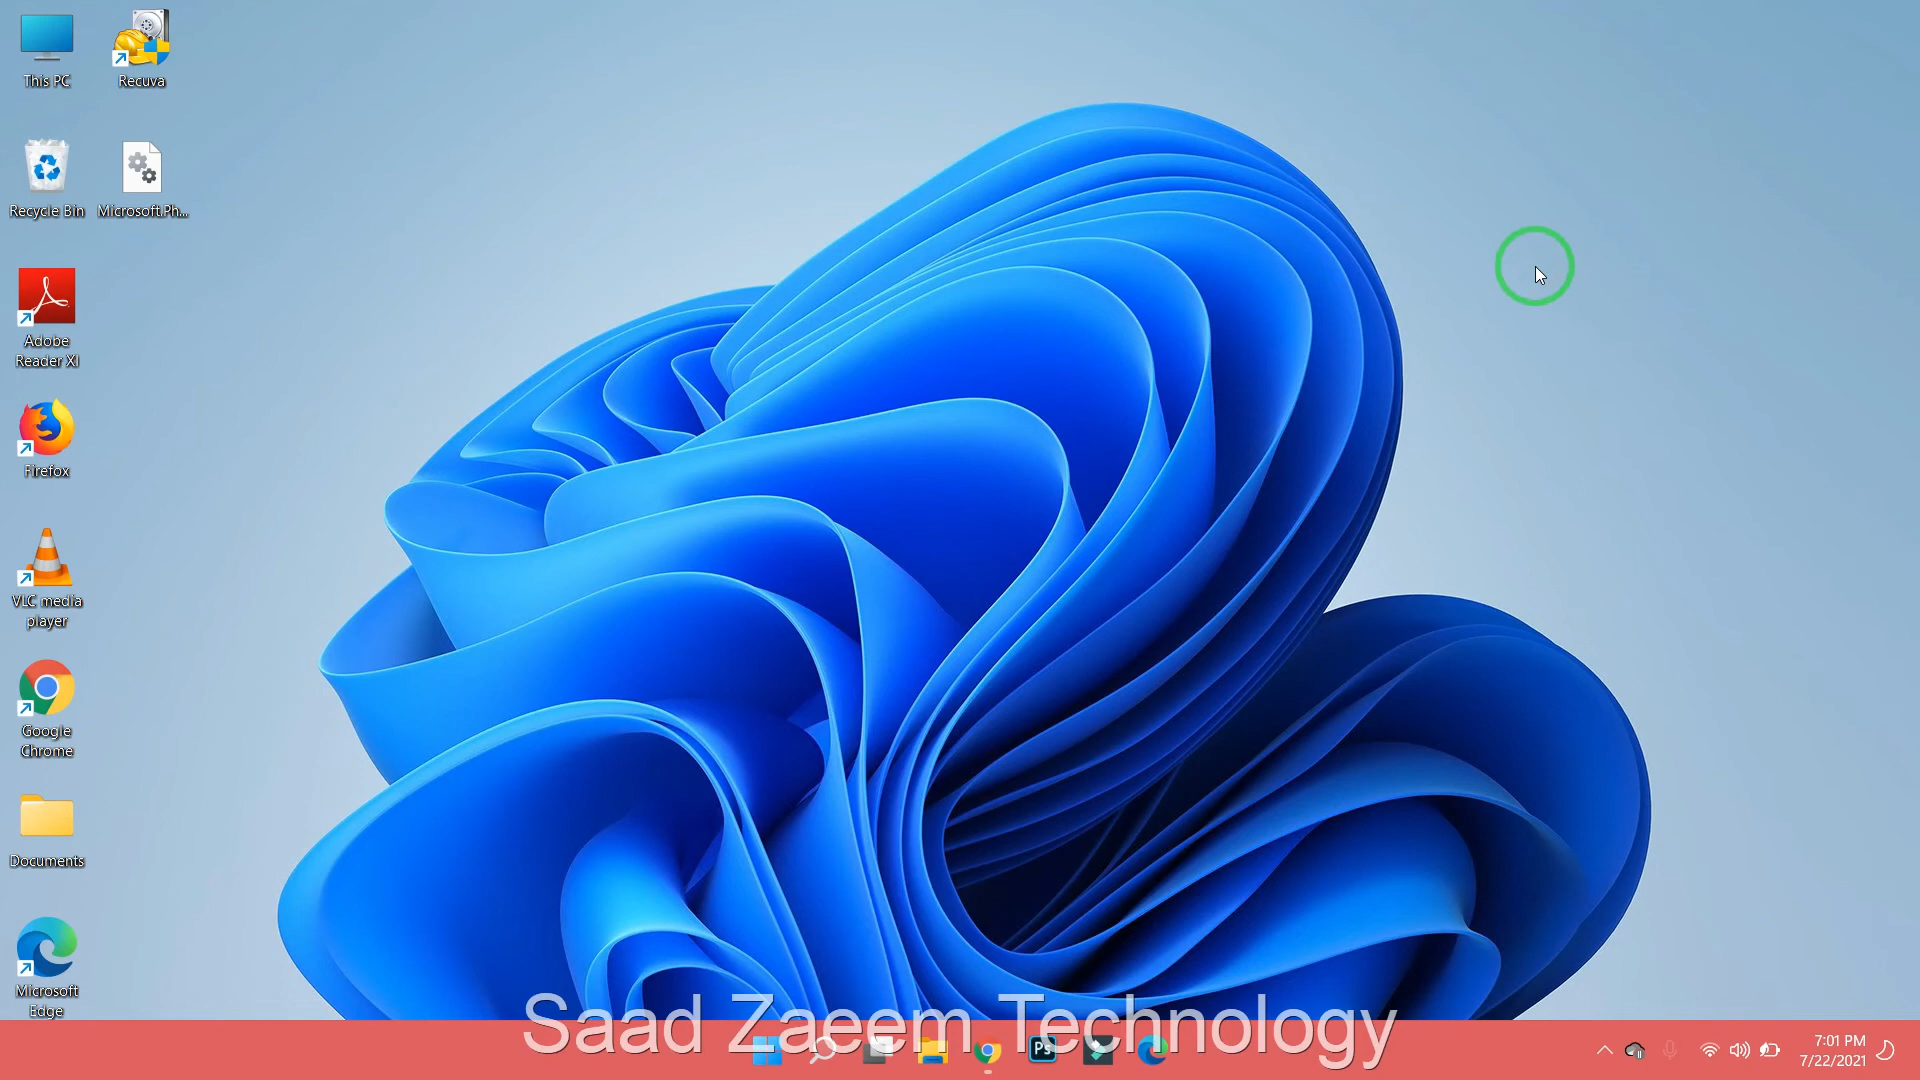 This PC
Recuva
Recycle Bin
Microsoft.Ph...
Adobe
Reader XI
Firefox
VLC media
player
Google
Chrome
Documents
Microsoft
Edge
Saad Zaeem Technology
Ps
7:01 PM
7/22/2021